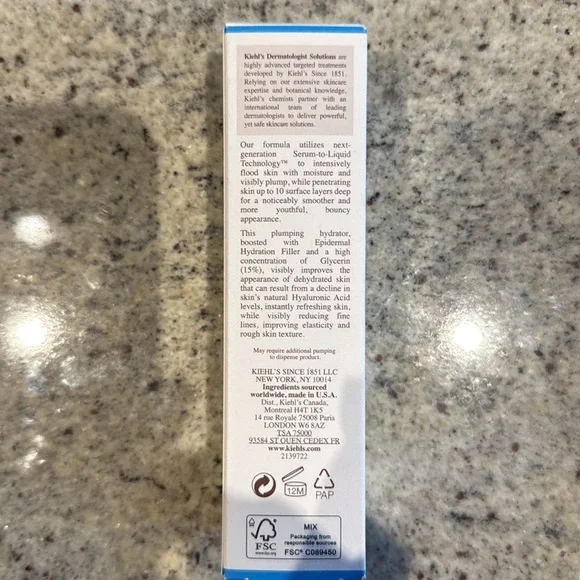 Kiehl's Dermatologist Solutions are
highly advanced targeted treatments
developed by Kiehl's Since 1851.
Relying on our extensive skincare
expertise and botanical knowledge,
Kiehl's chemists partner with an
international team of leading
dermatologists to deliver powerful,
yet safe skincare solutions.
Our formula utilizes next-
generation Serum-to-Liquid
Technology™ to intensively
flood skin with moisture and
visibly plump, while penetrating
skin up to 10 surface layers deep
for a noticeably smoother and
more youthful, bouncy
appearance.
This plumping hydrator,
boosted with Epidermal
Hydration Filler and a high
concentration of Glycerin
(15%), visibly improves the
appearance of dehydrated skin
that can result from a decline in
skin's natural Hyaluronic Acid
levels, instantly refreshing skin,
while visibly reducing fine
lines, improving elasticity and
rough skin texture.
May require additional pumping
to dispense product.
KIEHL'S SINCE 1851 LLC
NEW YORK, NY 10014
Ingredients sourced
worldwide, made in U.S.A.
Dist., Kiehl's Canada,
Montreal H4T 1K5
14 rue Royale 75008 Paris
LONDON W6 8AZ
TSA 75000
93584 ST OUEN CEDEX FR
www.kiehls.com
2139722
12M
PAP
FSC
www.fsc.org
MIX
Packaging from
responsible sources
FSC® C089450